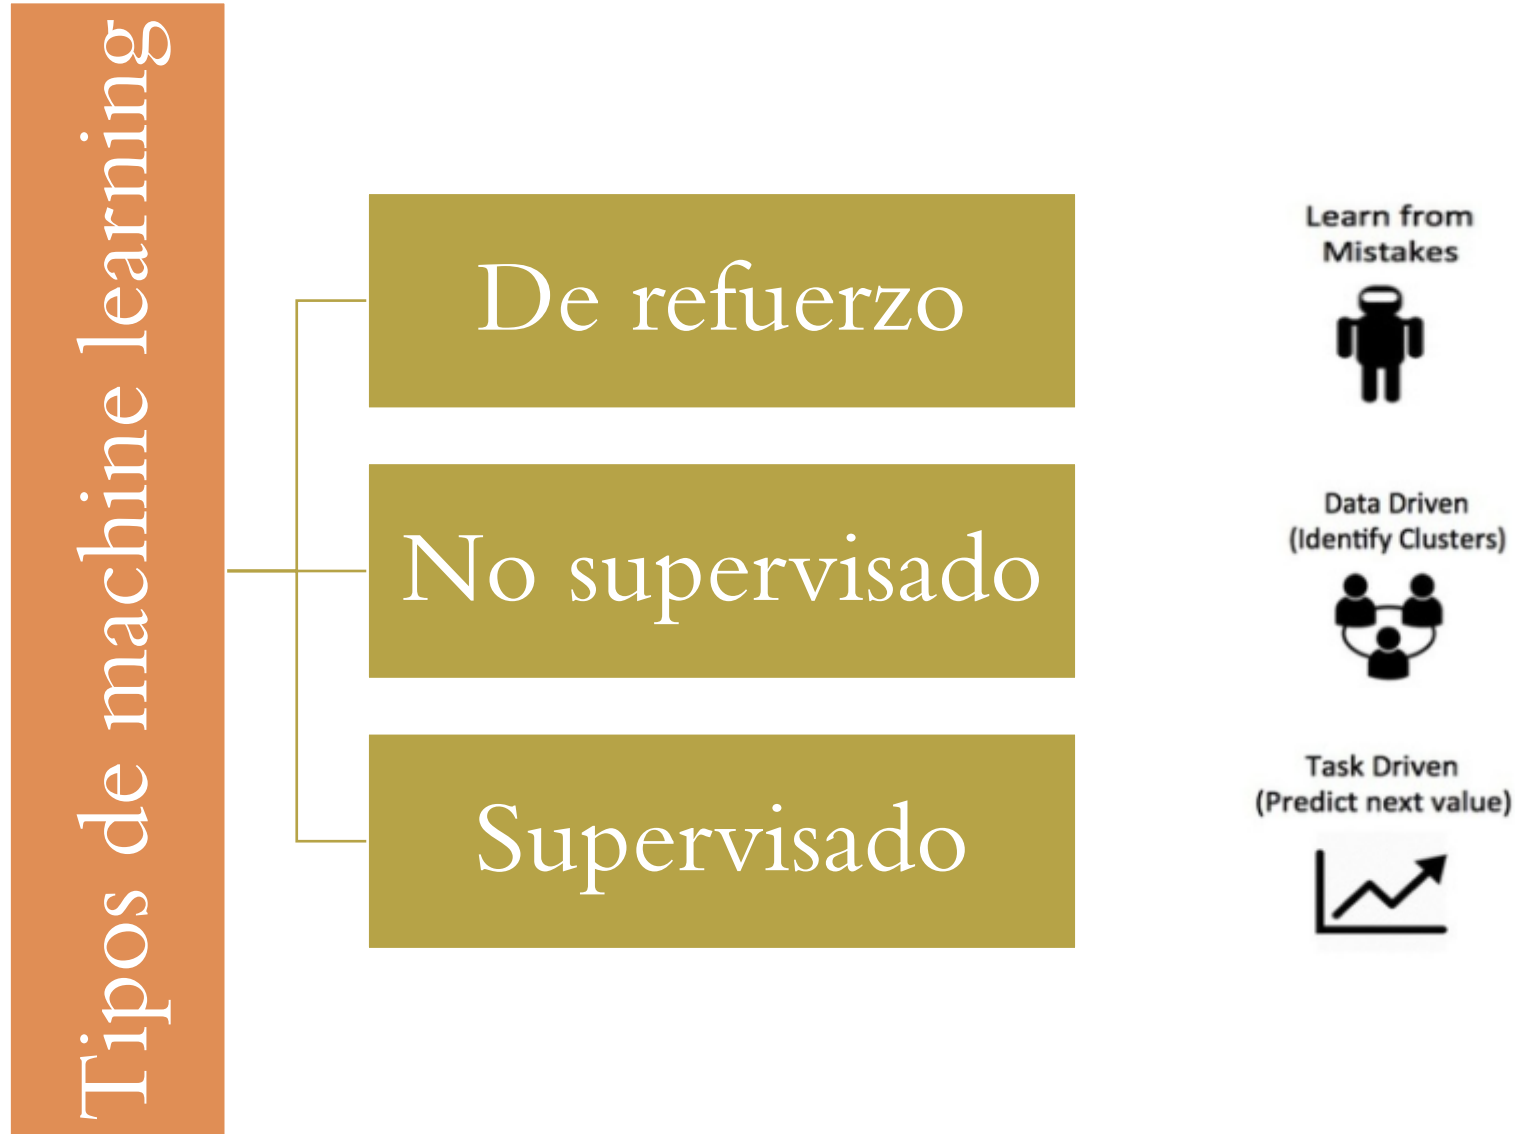 Tipos de machine learning
De refuerzo
Learn from
Mistakes
No supervisado
Data Driven
(Identify Clusters)
Supervisado
Task Driven
(Predict next value)